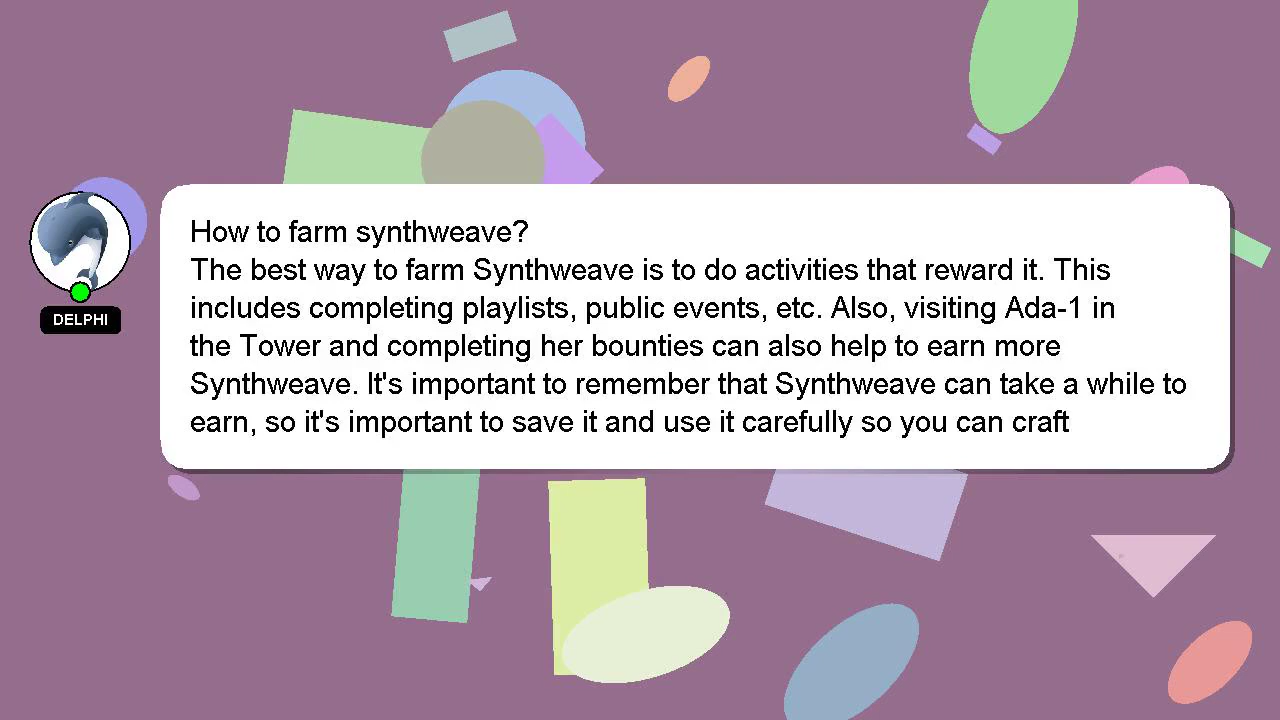 How to farm synthweave?
The best way to farm Synthweave is to do activities that reward it. This
includes completing playlists, public events, etc. Also, visiting Ada-1 in
the Tower and completing her bounties can also help to earn more
Synthweave. It's important to remember that Synthweave can take a while to
earn, so it's important to save it and use it carefully so you can craft
DELPHI